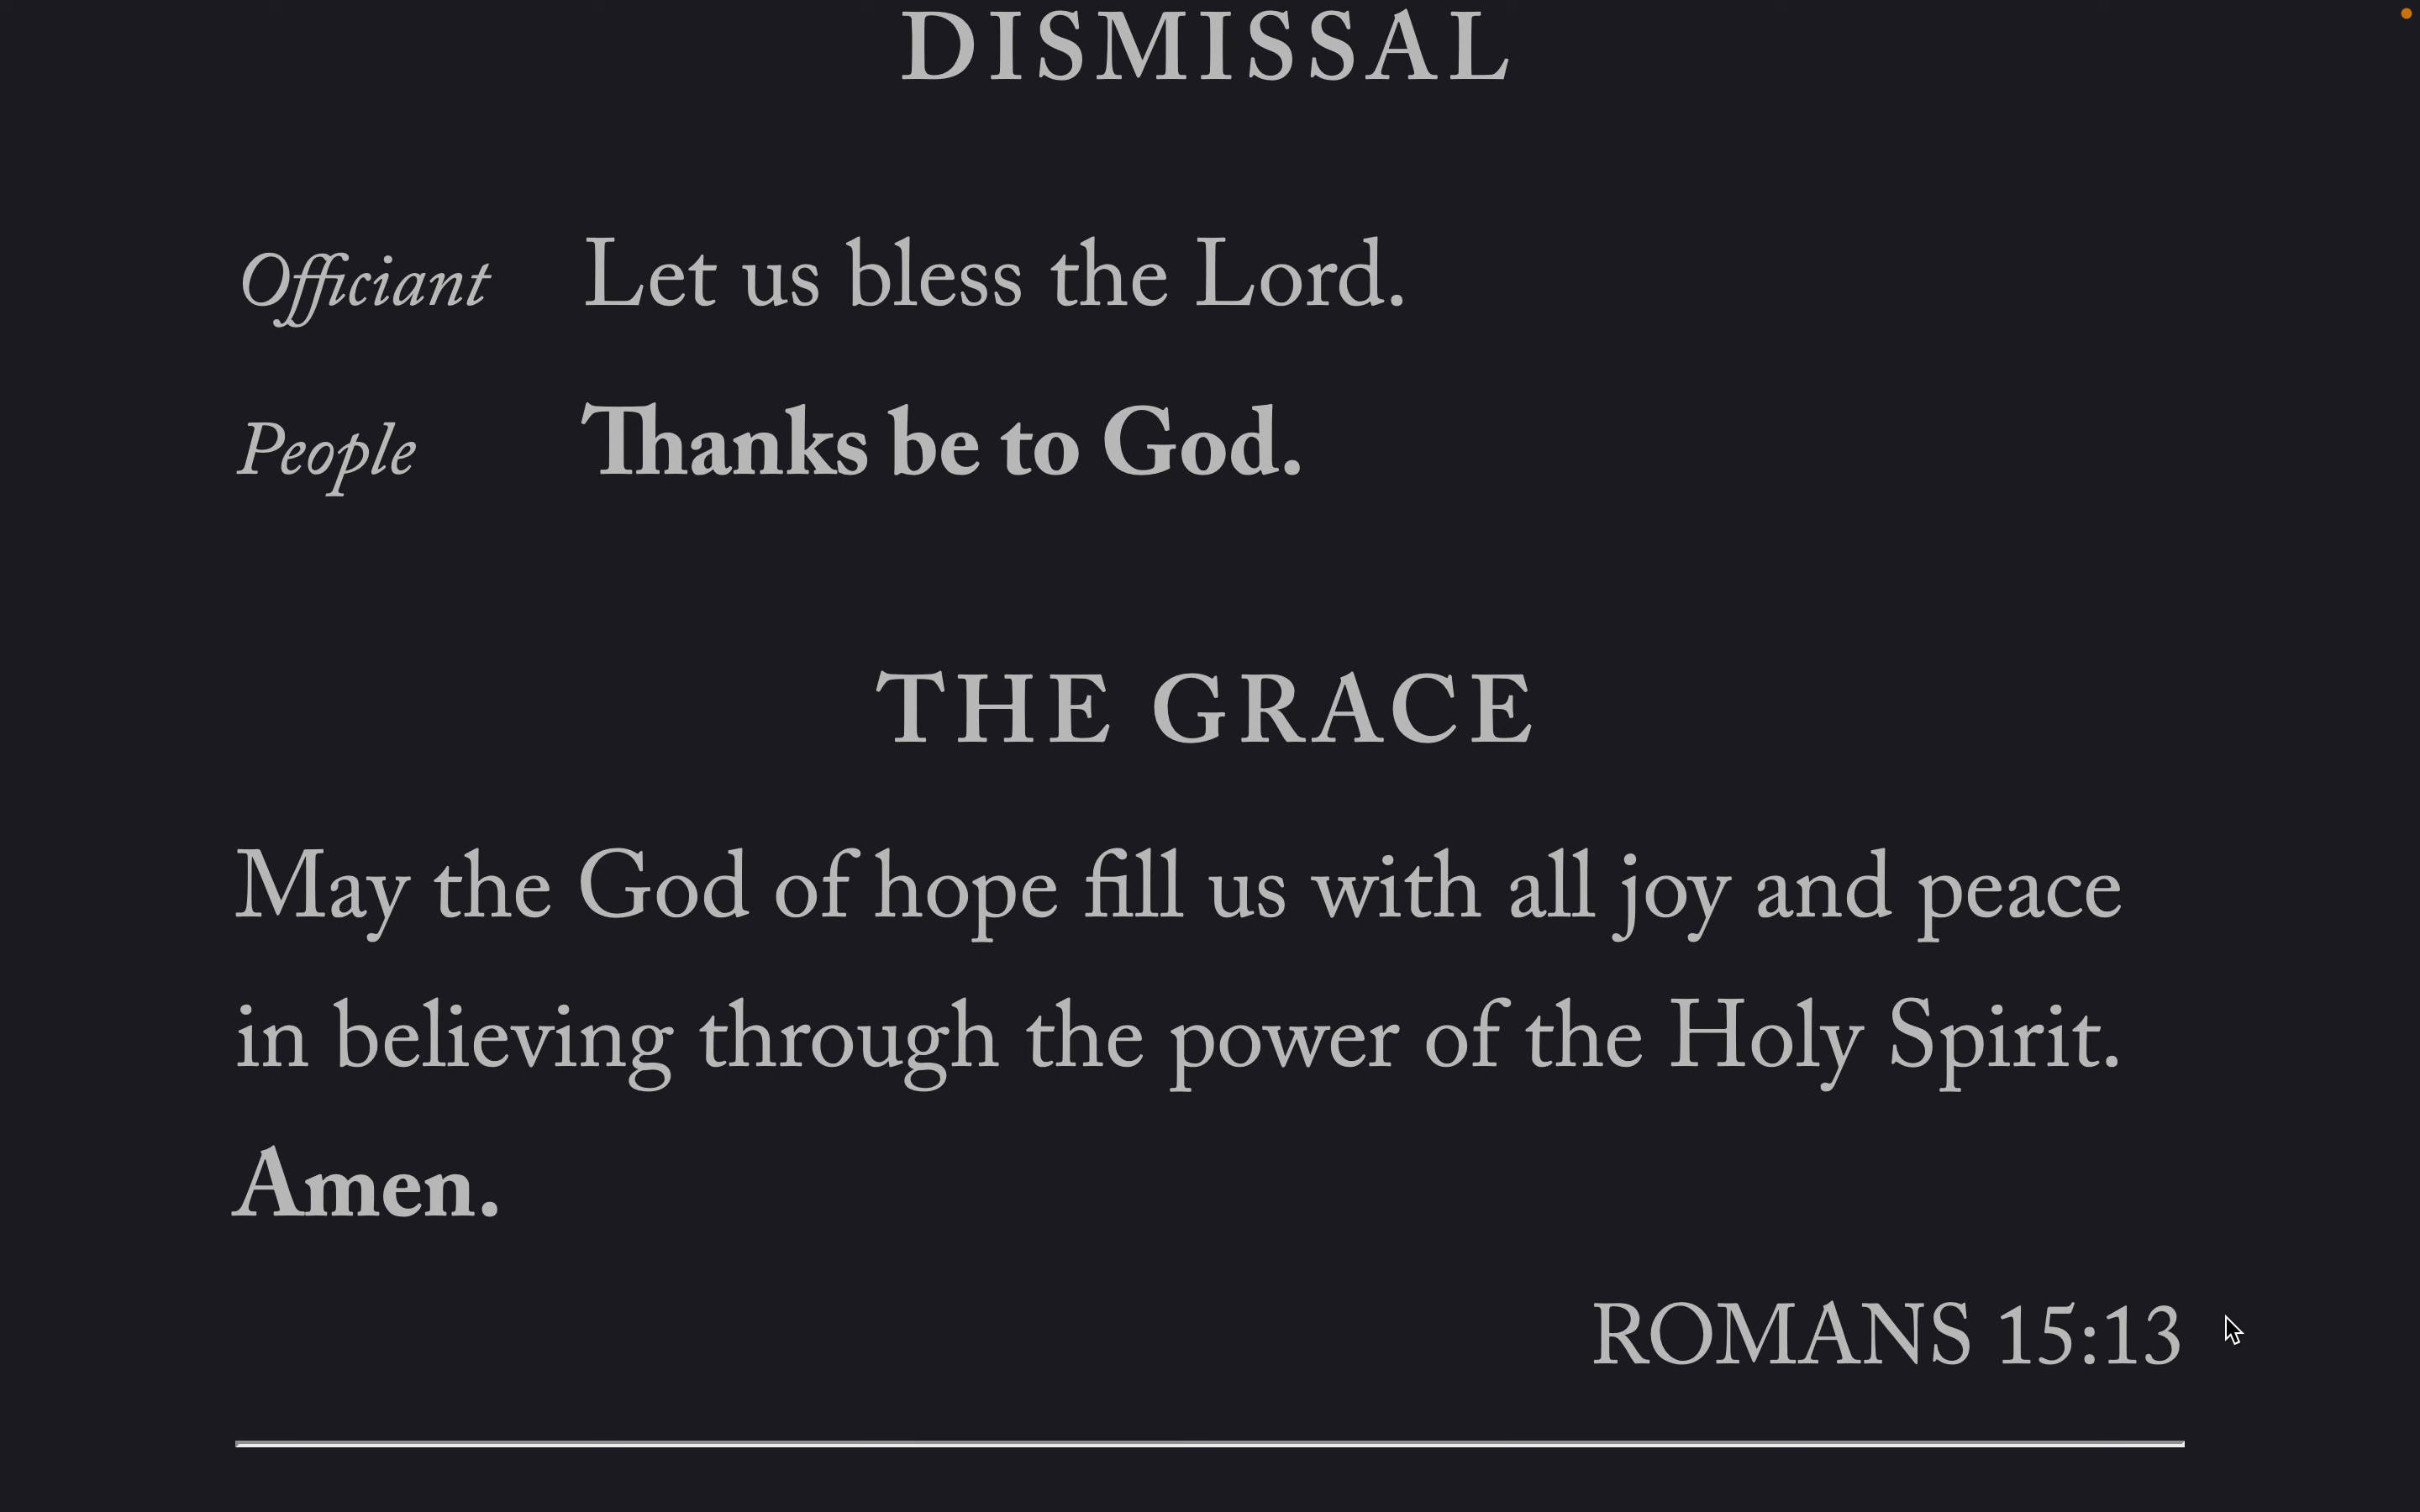 DISMISSAL
Officiant Let us bless the Lord.
People Thanks be to God.
THE GRACE
May the God of hope fill us with all joy and peace
in believing through the power of the Holy Spirit.
Amen.
ROMANS 15:13